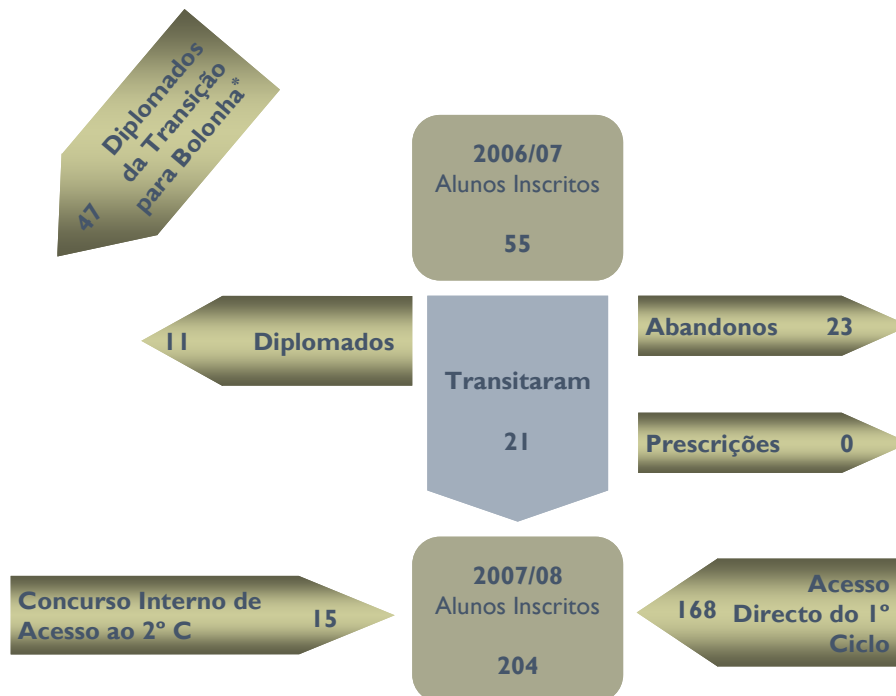 Diplomados
da Transição
para Bolonha*
47
2006/07
Alunos Inscritos
55
11 Diplomados
Transitaram
21
Abandonos 23
Prescrições 0
Concurso Interno de
Acesso ao 2º C
15
2007/08
Alunos Inscritos
204
168
Acesso
Directo do 1º
Ciclo